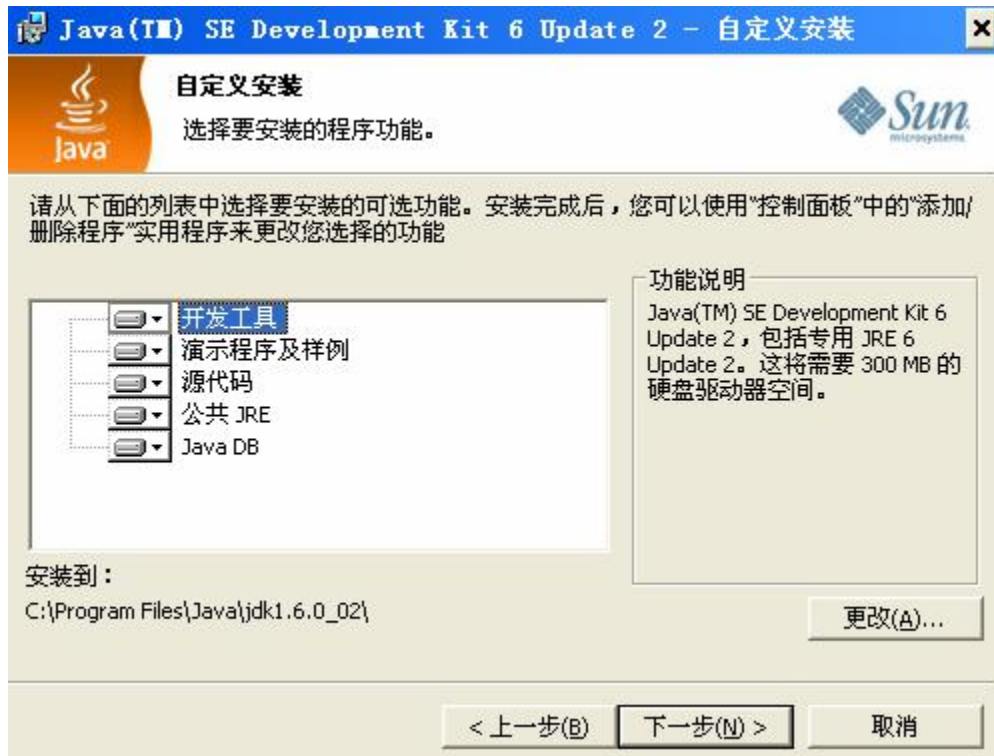 Java(TM) SE Development Kit 6 Update 2 - 自定义安装
Java
自定义安装
选择要安装的程序功能。
Sun
microsystems
请从下面的列表中选择要安装的可选功能。安装完成后，您可以使用“控制面板”中的“添加/
删除程序”实用程序来更改您选择的功能
开发工具
演示程序及样例
源代码
公共 JRE
Java DB
功能说明
Java(TM) SE Development Kit 6
Update 2，包括专用 JRE 6
Update 2。这将需要 300 MB 的
硬盘驱动器空间。
安装到：
C:\Program Files\Java\jdk1.6.0_02\
更改(A)...
< 上一步(B)
下一步(N) >
取消